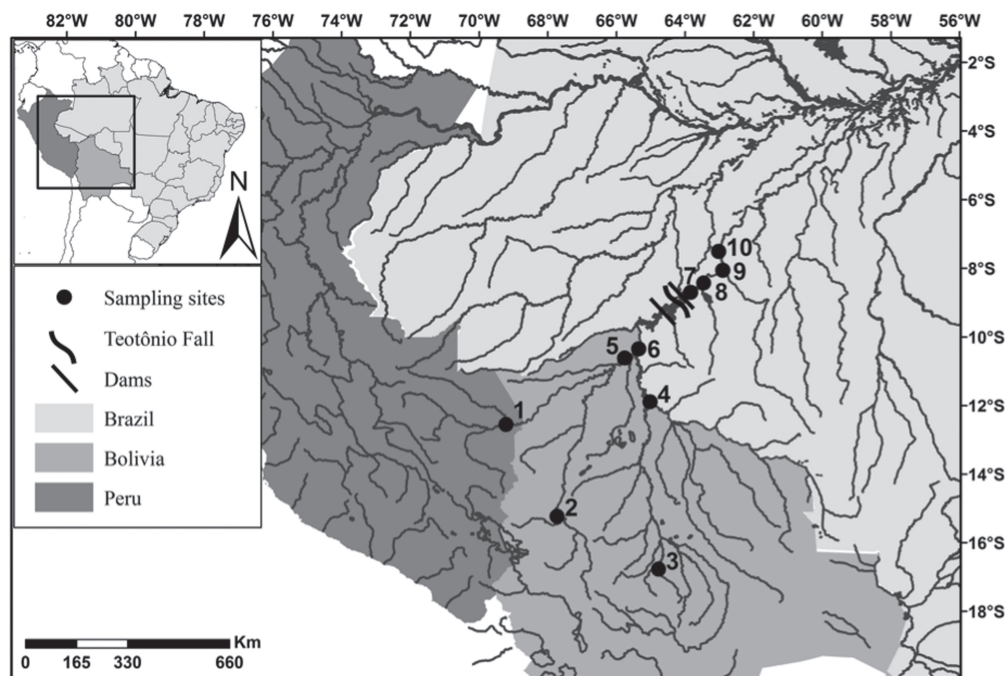 82°W 80°W 78°W 76°W 74°W 72°W 70°W 68°W 66°W 64°W 62°W 60°W 58°W 56°W
2°S
4°S
6°S
8°S
10°S
12°S
14°S
16°S
18°S
N
Sampling sites
Teotônio Fall
Dams
Brazil
Bolivia
Peru
10
9
7
8
5
6
4
1
2
3
Km
0 165 330 660